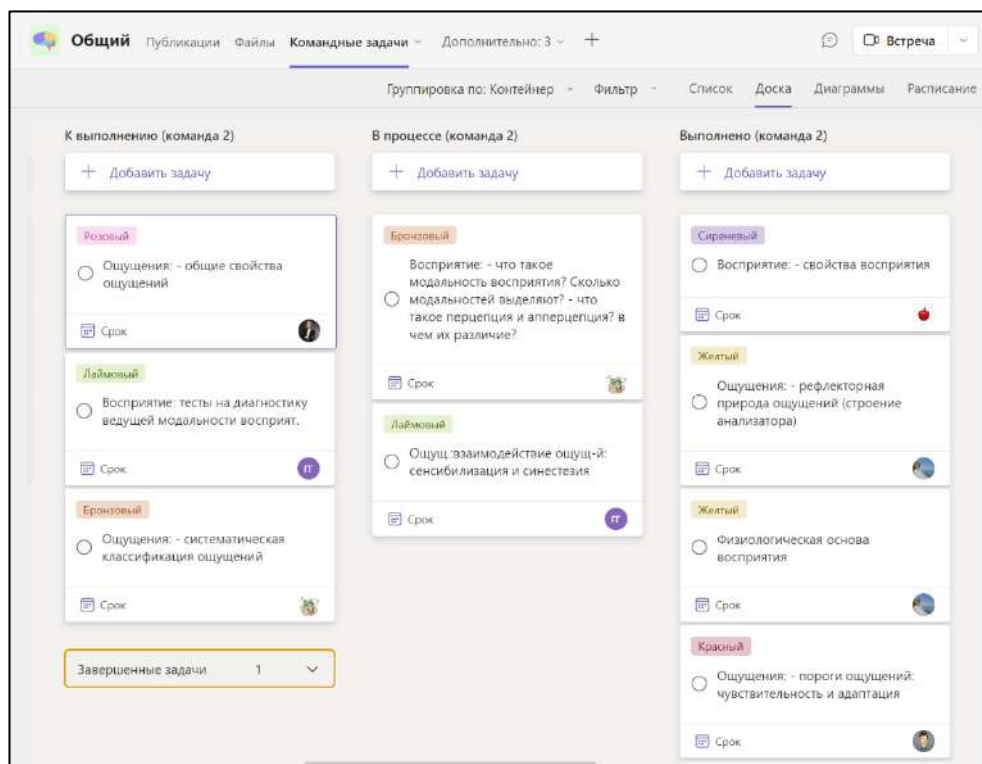 Общий Публикации Файлы Командные задачи Дополнительно: 3 Встреча
Группировка по: Контейнер Фильтр Список Доска Диаграммы Расписание
К выполнению (команда 2)
+ Добавить задачу
Розовый
Ощущения: - общие свойства
ощущений
Срок
Лаймовый
Восприятие: тесты на диагностику
ведущей модальности восприят.
Срок
ГГ
Бронзовый
Ощущения: - систематическая
классификация ощущений
Срок
Завершенные задачи 1
В процессе (команда 2)
+ Добавить задачу
Бронзовый
Восприятие: - что такое
модальность восприятия? Сколько
модальностей выделяют? - что
такое перцепция и апперцепция? в
чем их различие?
Срок
Лаймовый
Ощущ.:взаимодействие ощущ-й:
сенсибилизация и синестезия
Срок
ГГ
Выполнено (команда 2)
+ Добавить задачу
Сиреневый
Восприятие: - свойства восприятия
Срок
Желтый
Ощущения: - рефлекторная
природа ощущений (строение
анализатора)
Срок
Желтый
Физиологическая основа
восприятия
Срок
Красный
Ощущения: - пороги ощущений:
чувствительность и адаптация
Срок